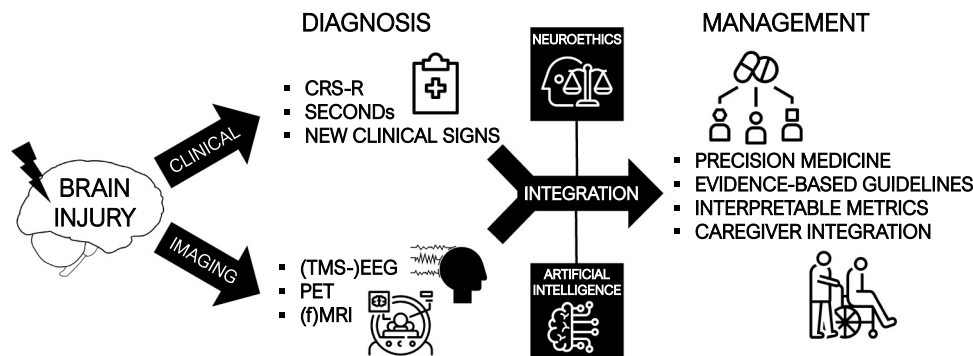 BRAIN
INJURY
CLINICAL
IMAGING
DIAGNOSIS
▪ CRS-R
▪ SECONDs
▪ NEW CLINICAL SIGNS
▪ (TMS-)EEG
▪ PET
▪ (f)MRI
NEUROETHICS
INTEGRATION
ARTIFICIAL
INTELLIGENCE
MANAGEMENT
▪ PRECISION MEDICINE
▪ EVIDENCE-BASED GUIDELINES
▪ INTERPRETABLE METRICS
▪ CAREGIVER INTEGRATION